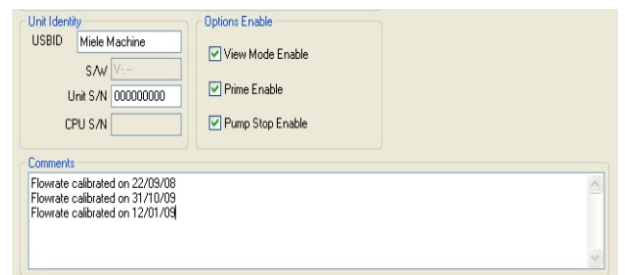 Unit Identity
USBID Miele Machine
S/W V-.--
Unit S/N 000000000
CPU S/N
Options Enable
View Mode Enable
Prime Enable
Pump Stop Enable
Comments
Flowrate calibrated on 22/09/08
Flowrate calibrated on 31/10/09
Flowrate calibrated on 12/01/09